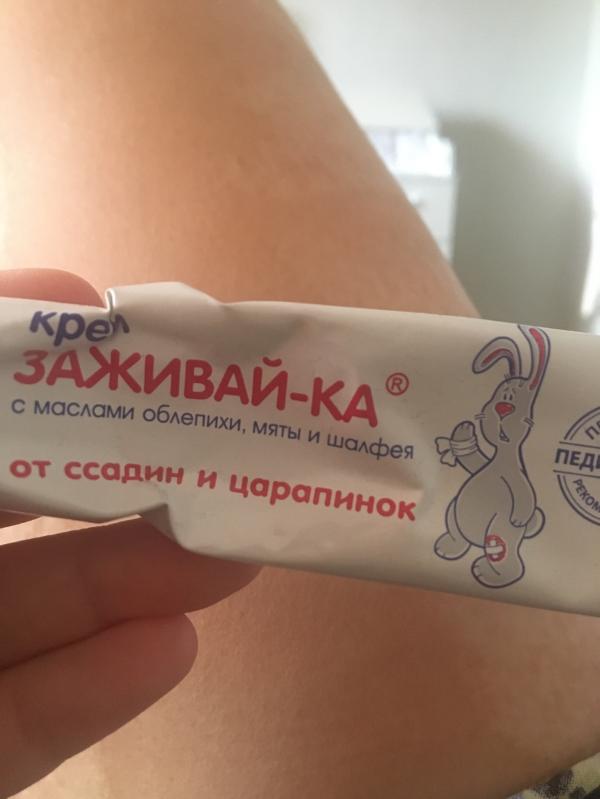 крем
ЗАЖИВАЙ-КА®
с маслами облепихи, мяты и шалфея
от ссадин и царапинок